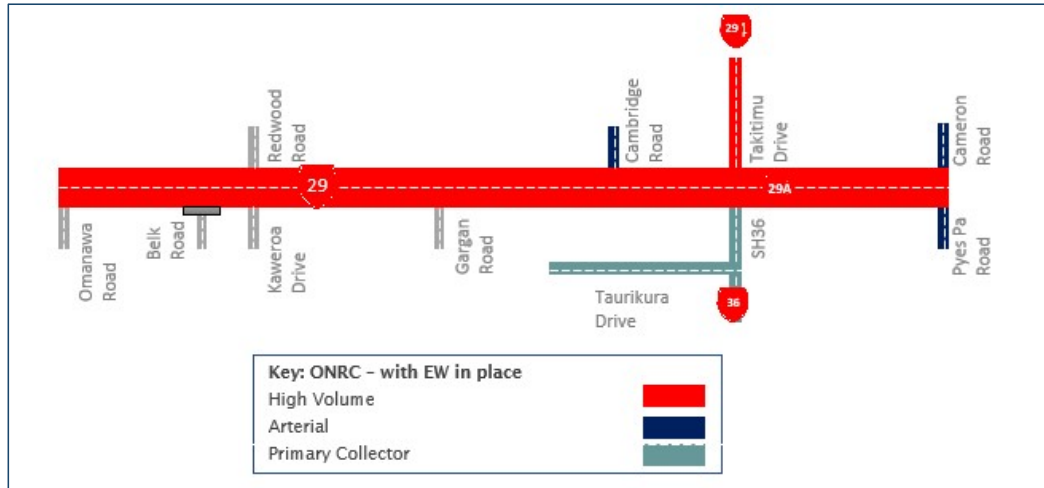 29 1
Redwood
Road
Cambridge
Road
Takitimu
Drive
Cameron
Road
29
29A
Omanawa
Road
Belk
Road
Kaweroa
Drive
Gargan
Road
SH36
Pyes Pa
Road
Taurikura
Drive
36
Key: ONRC – with EW in place
High Volume
Arterial
Primary Collector